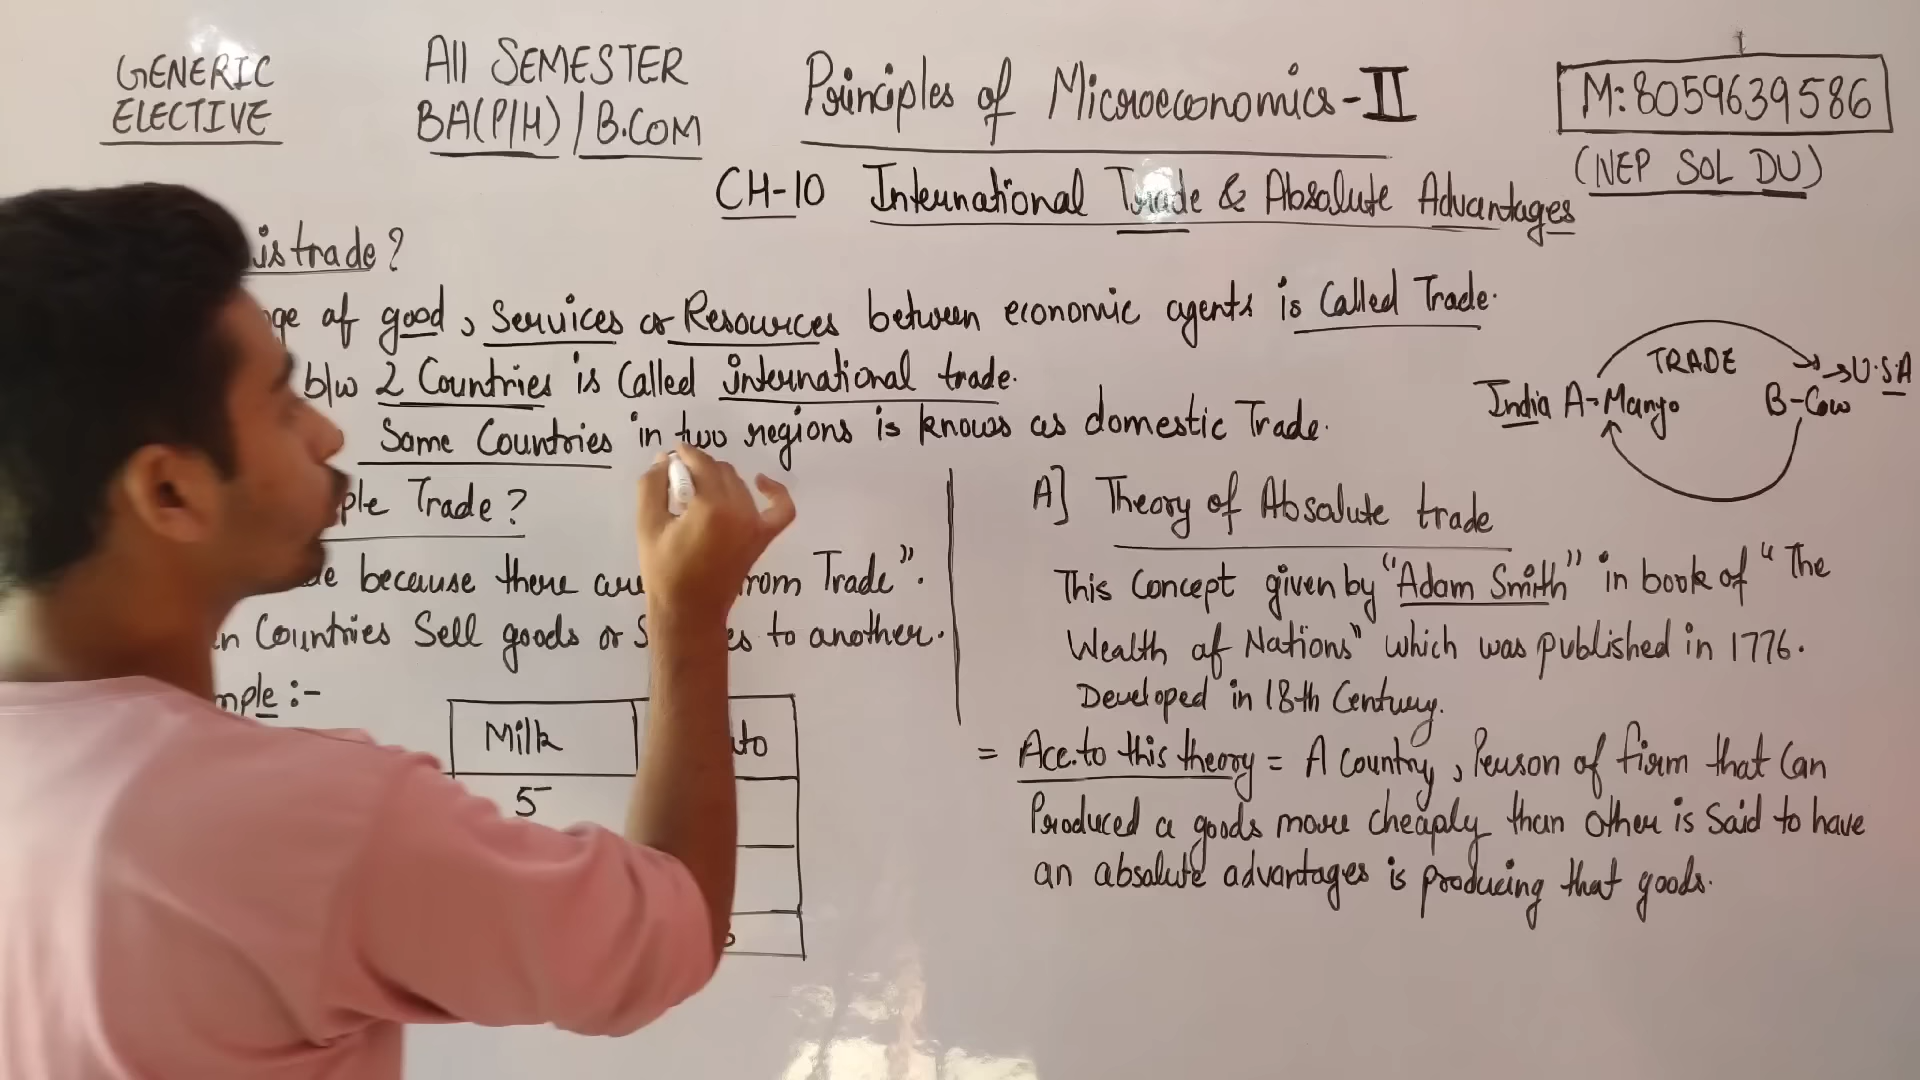 GENERIC
ELECTIVE
All SEMESTER
BA(P/H) / B.COM
Principles of Microeconomics-II
M: 8059639586
(NEP SOL DU)
CH-10 International Trade & Absolute Advantages
is trade?
of good, Services or Resources between economic agents is Called Trade.
b/w 2 Countries is Called international trade.
Same Countries in two regions is knows as domestic Trade.
TRADE
India A-Mango
B-Cow
U.S.A
Trade?
because there are Trade".
Countries Sell goods or to another.
:-
Milk
5
A] Theory of Absolute trade
This Concept given by "Adam Smith" in book of "The
Wealth of Nations" which was published in 1776.
Developed in 18th Century.
= Acc. to this theory = A country, Person of firm that Can
Produced a goods more cheaply than other is Said to have
an absolute advantages is producing that goods.